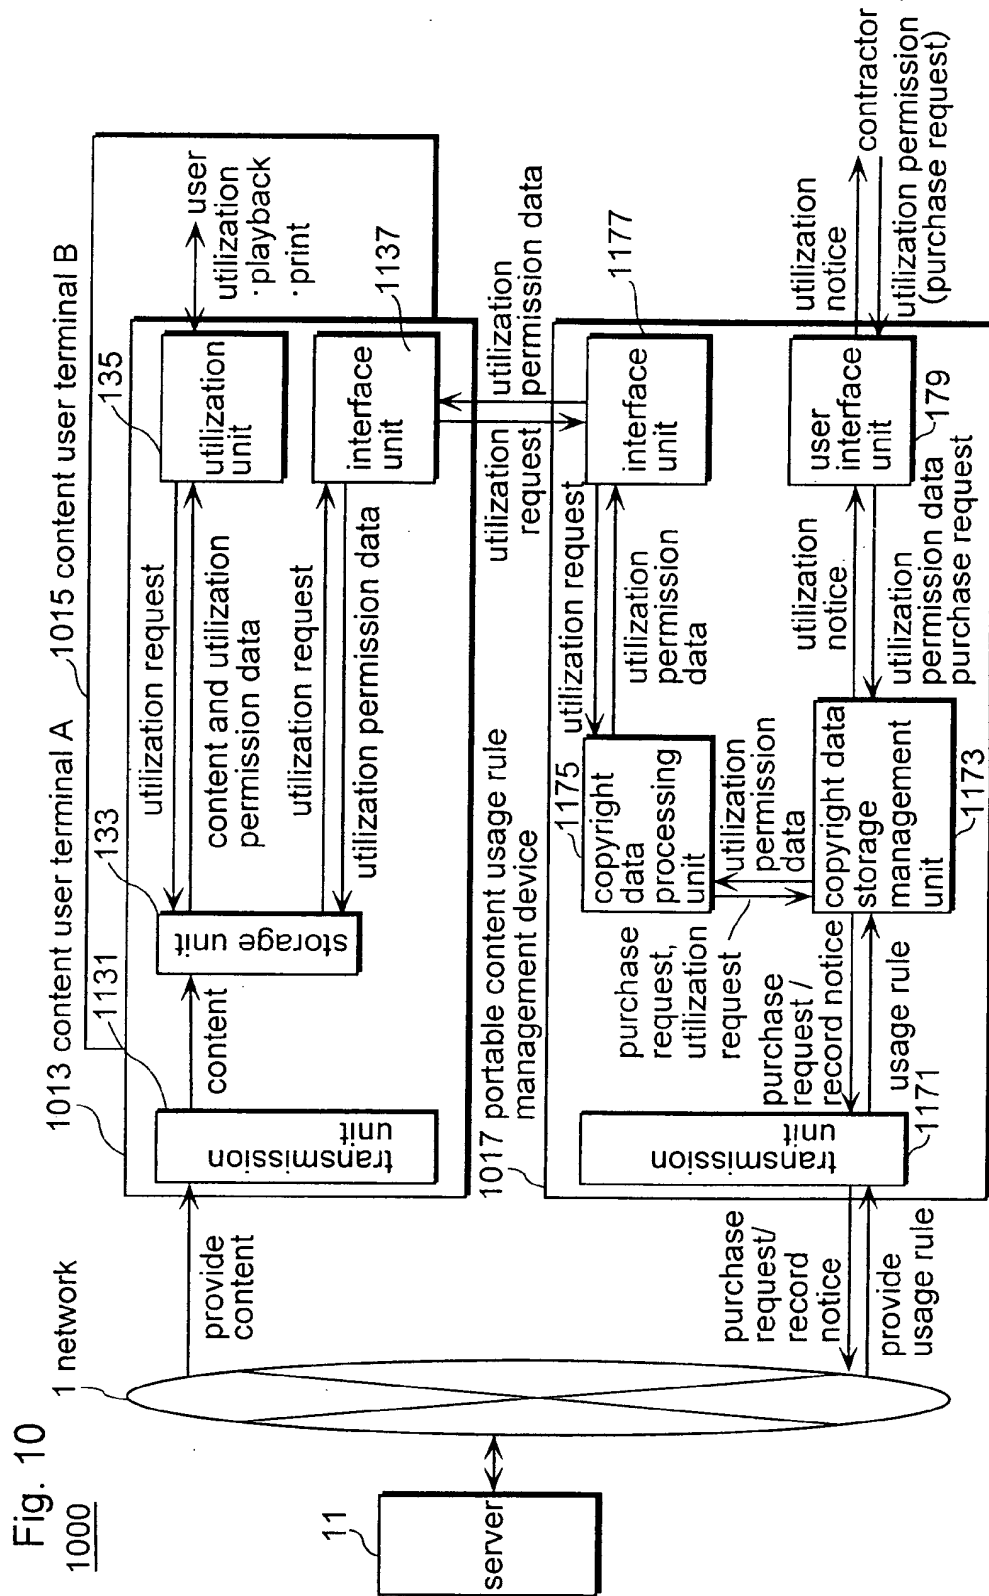 Fig. 10
1000
11
server
1 network
provide
content
purchase
request/
record
notice
provide
usage rule
1013 content user terminal A
1015 content user terminal B
1131
transmission
unit
content
133
storage unit
utilization request
content and utilization
permission data
utilization request
utilization permission data
135
utilization
unit
interface
unit
1137
user
utilization
· playback
· print
utilization
request
utilization
permission data
1017 portable content usage rule
management device
transmission
unit
1171
purchase
request,
utilization
request
purchase
request /
record notice
usage rule
1175
copyright
data
processing
unit
utilization
permission
data
copyright data
storage
management
unit
1173
utilization request
utilization
permission
data
utilization
notice
utilization
permission data
purchase request
interface
unit
1177
user
interface
unit
179
utilization
notice
contractor
utilization permission
(purchase request)